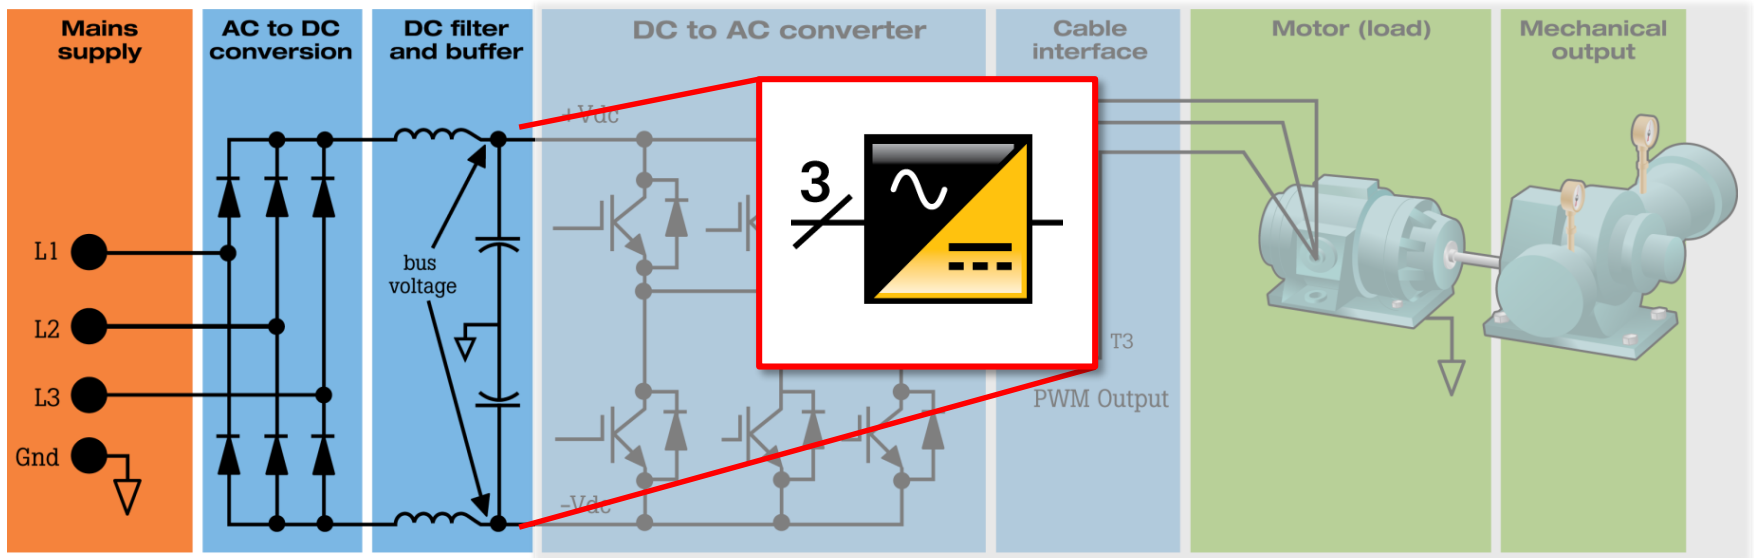 Mains
supply
AC to DC
conversion
DC filter
and buffer
DC to AC converter
Cable
interface
Motor (load)
Mechanical
output
+Vdc
3
L1
bus
voltage
L2
T3
L3
PWM Output
Gnd
–Vdc